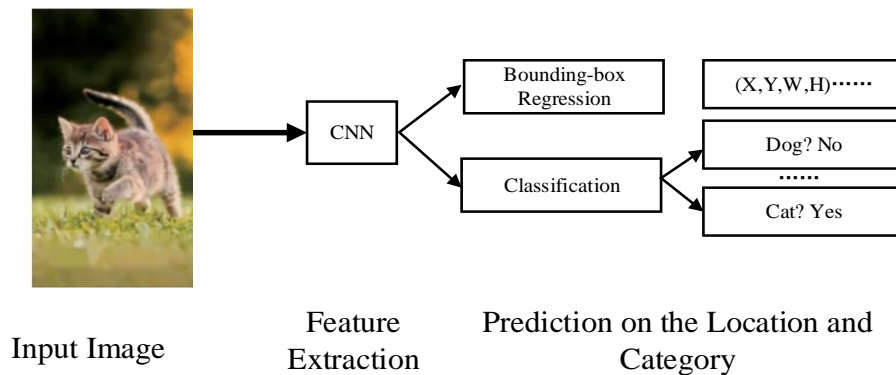 Bounding-box
Regression
(X,Y,W,H)······
CNN
Dog? No
······
Classification
Cat? Yes
Input Image
Feature
Extraction
Prediction on the Location and
Category